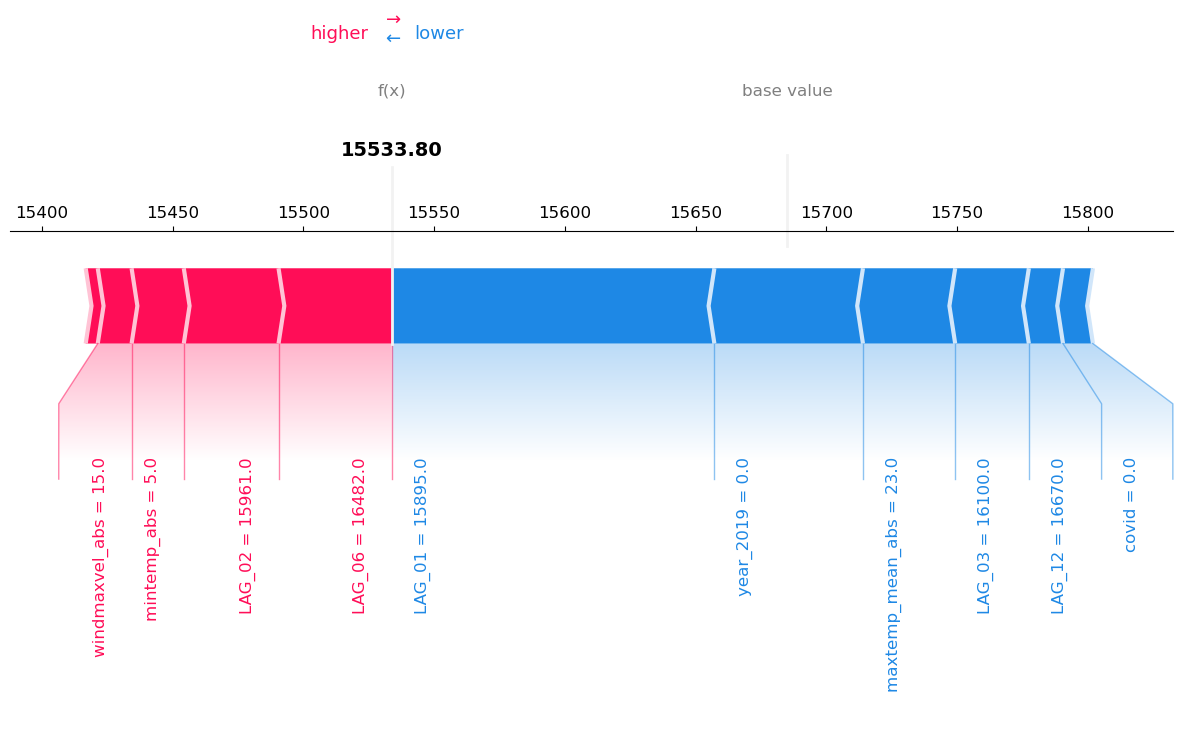 higher → ← lower
f(x) base value
15533.80
15400 15450 15500 15550 15600 15650 15700 15750 15800
windmaxvel_abs = 15.0
mintemp_abs = 5.0
LAG_02 = 15961.0
LAG_06 = 16482.0
LAG_01 = 15895.0
year_2019 = 0.0
maxtemp_mean_abs = 23.0
LAG_03 = 16100.0
LAG_12 = 16670.0
covid = 0.0